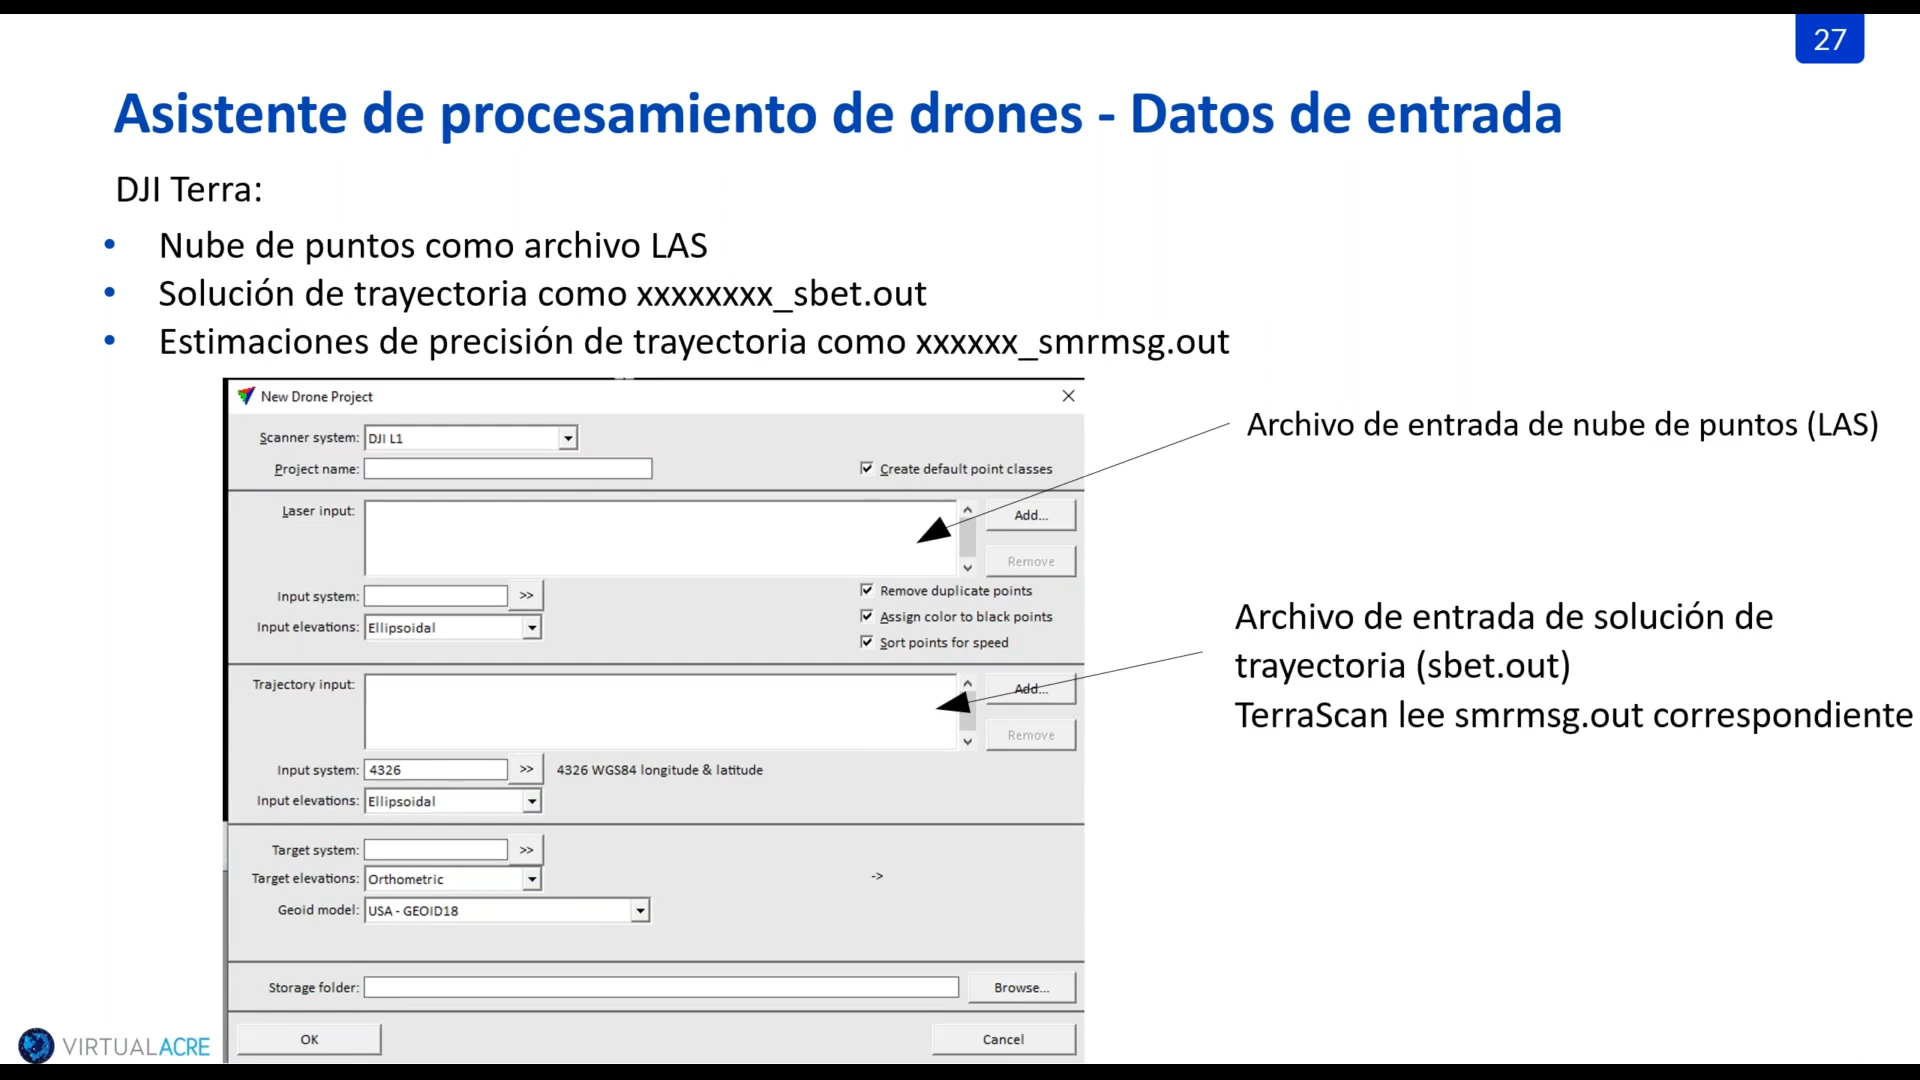 27
Asistente de procesamiento de drones - Datos de entrada
DJI Terra:
• Nube de puntos como archivo LAS
• Solución de trayectoria como xxxxxxxx_sbet.out
• Estimaciones de precisión de trayectoria como xxxxxx_smrmsg.out
New Drone Project
Scanner system: DJI L1
Project name:
Create default point classes
Laser input:
Add...
Remove
Input system: >>
Input elevations: Ellipsoidal
Remove duplicate points
Assign color to black points
Sort points for speed
Trajectory input:
Add...
Remove
Input system: 4326 >> 4326 WGS84 longitude & latitude
Input elevations: Ellipsoidal
Target system: >>
Target elevations: Orthometric
->
Geoid model: USA - GEOID18
Storage folder: Browse...
OK Cancel
Archivo de entrada de nube de puntos (LAS)
Archivo de entrada de solución de
trayectoria (sbet.out)
TerraScan lee smrmsg.out correspondiente
VIRTUALACRE